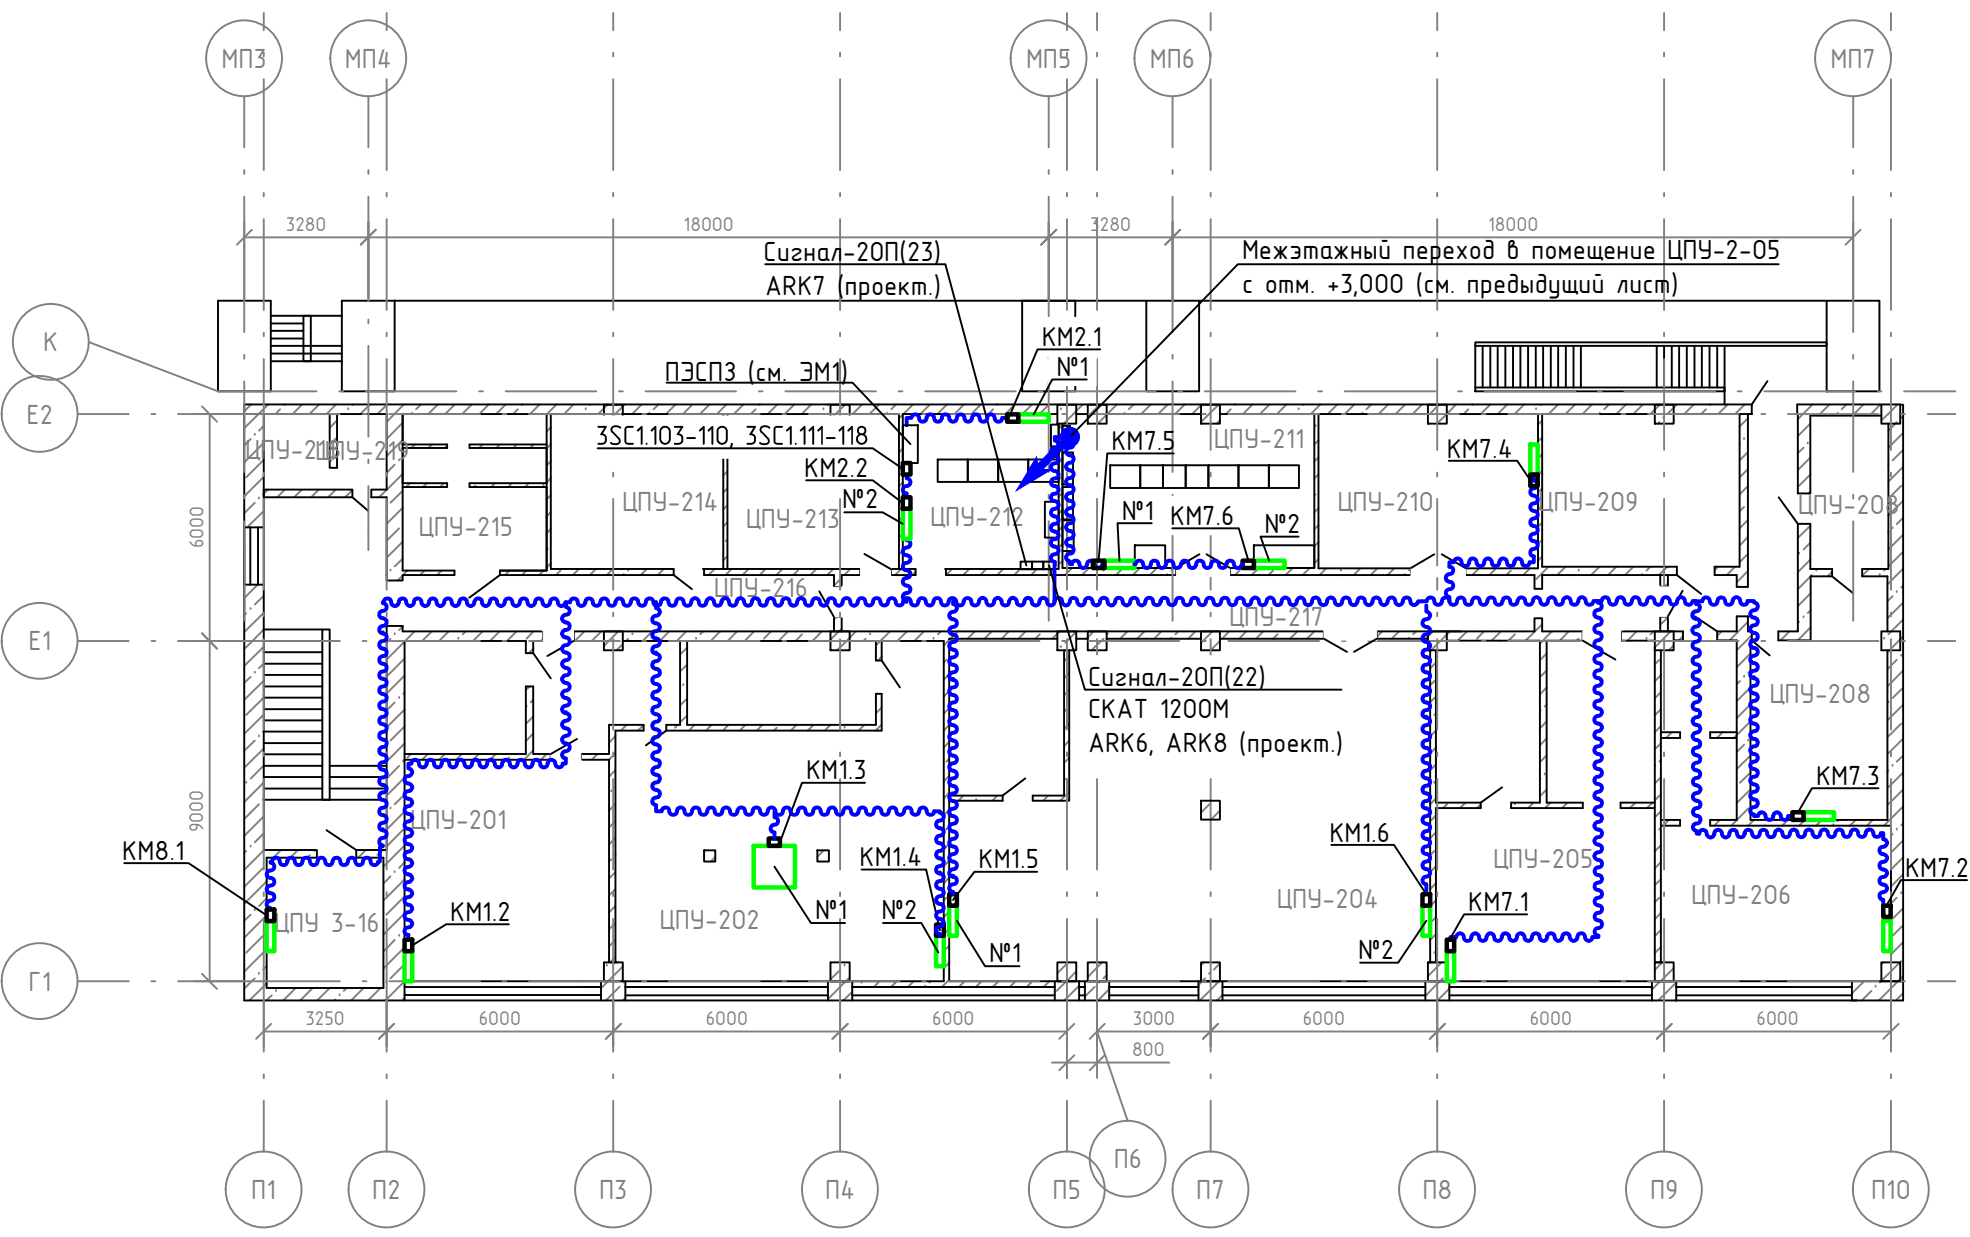 МП3 МП4 МП5 МП6 МП7
3280 18000 3280 18000
Сигнал-20П(23)
ARK7 (проект.)
Межэтажный переход в помещение ЦПУ-2-05
с отм. +3,000 (см. предыдущий лист)
К
КМ2.1
№1
ПЭСП3 (см. ЭМ1)
Е2
3SC1.103-110, 3SC1.111-118
КМ2.2
№2
КМ7.5
ЦПУ-211
КМ7.4
ЦПУ-219
ЦПУ-215
ЦПУ-214
ЦПУ-213
ЦПУ-212
№1
КМ7.6
№2
ЦПУ-210
ЦПУ-209
ЦПУ-208
6000
ЦПУ-216
ЦПУ-217
Е1
Сигнал-20П(22)
СКАТ 1200М
ARK6, ARK8 (проект.)
ЦПУ-208
9000
КМ1.3
КМ7.3
ЦПУ-201
КМ8.1
КМ1.4
КМ1.5
КМ1.6
ЦПУ-205
КМ7.2
ЦПУ 3-16
КМ1.2
ЦПУ-202
№1
№2
№1
ЦПУ-204
№2
КМ7.1
ЦПУ-206
Г1
3250 6000 6000 6000 3000 6000 6000 6000
800
П1 П2 П3 П4 П5 П6 П7 П8 П9 П10